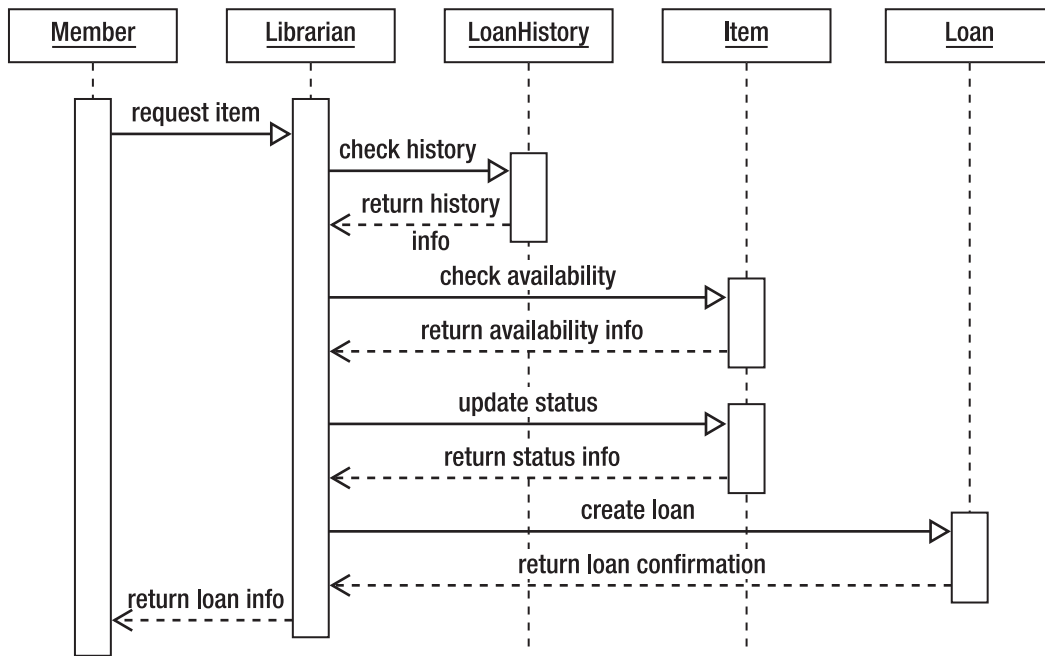 Member
Librarian
LoanHistory
Item
Loan
request item
check history
return history
info
check availability
return availability info
update status
return status info
create loan
return loan confirmation
return loan info